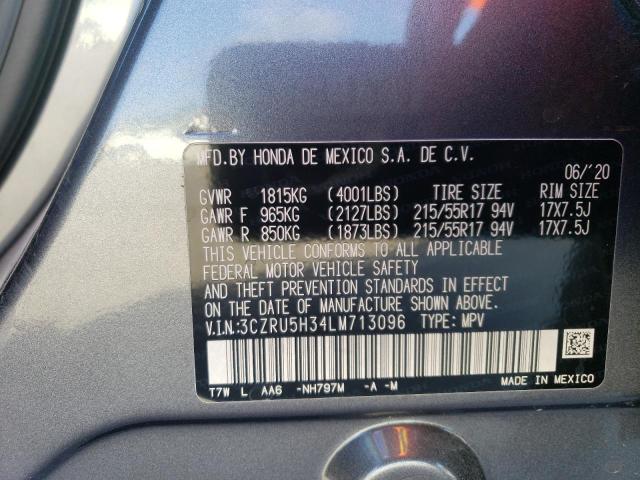 MFD.BY HONDA DE MEXICO S.A. DE C.V.
06/'20
GVWR 1815KG (4001LBS) TIRE SIZE RIM SIZE
GAWR F 965KG (2127LBS) 215/55R17 94V 17X7.5J
GAWR R 850KG (1873LBS) 215/55R17 94V 17X7.5J
THIS VEHICLE CONFORMS TO ALL APPLICABLE
FEDERAL MOTOR VEHICLE SAFETY
AND THEFT PREVENTION STANDARDS IN EFFECT
ON THE DATE OF MANUFACTURE SHOWN ABOVE.
V.I.N:3CZRU5H34LM713096 TYPE: MPV
T7W L AA6 -NH797M -A -M
MADE IN MEXICO